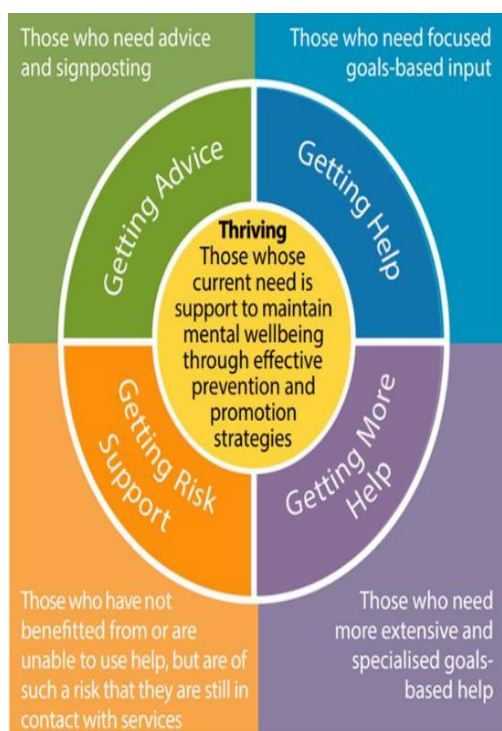 Those who need advice
and signposting
Those who need focused
goals-based input
Getting Advice
Getting Help
Thriving
Those whose
current need is
support to maintain
mental wellbeing
through effective
prevention and
promotion
strategies
Getting Risk
Support
Getting More
Help
Those who have not
benefitted from or are
unable to use help, but are of
such a risk that they are still in
contact with services
Those who need
more extensive and
specialised goals-
based help